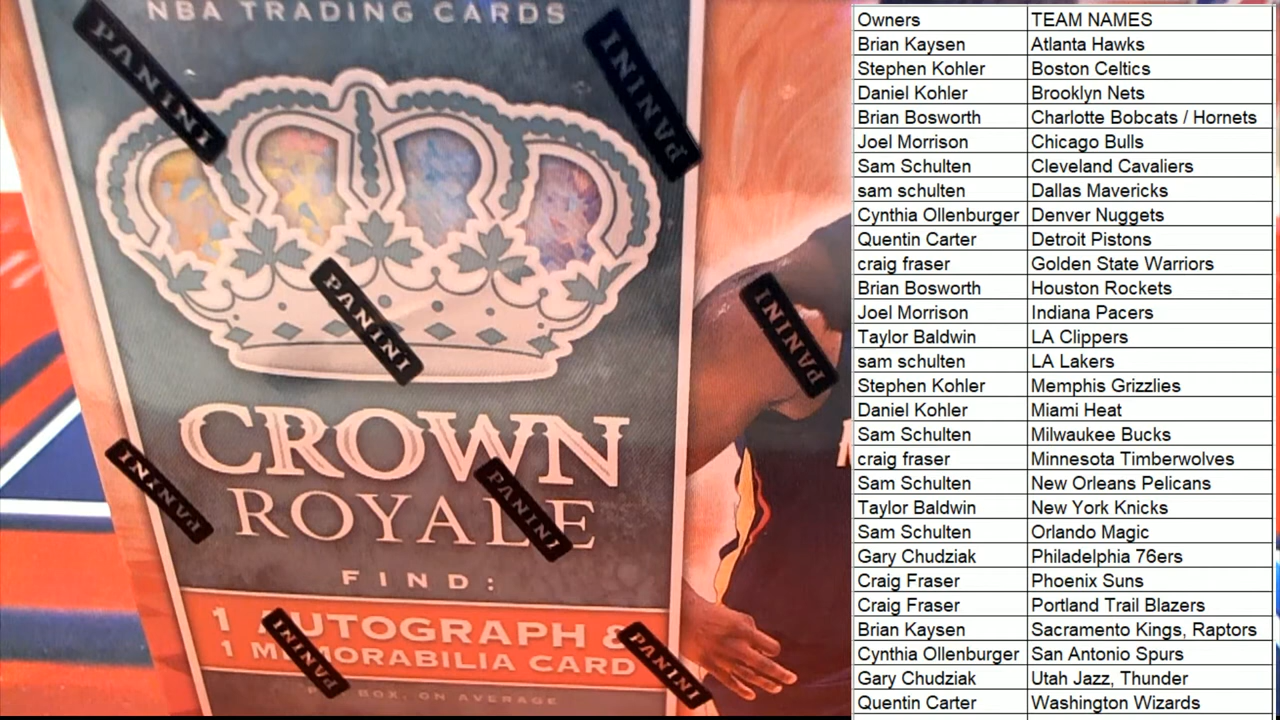 NBA TRADING CARDS
PANINI
PANINI
PANINI
PANINI
CROWN
ROYALE
PANINI
PANINI
FIND:
1 AUTOGRAPH &
1 MEMORABILIA CARD
PANINI
PANINI
PER BOX, ON AVERAGE
Owners TEAM NAMES
Brian Kaysen Atlanta Hawks
Stephen Kohler Boston Celtics
Daniel Kohler Brooklyn Nets
Brian Bosworth Charlotte Bobcats / Hornets
Joel Morrison Chicago Bulls
Sam Schulten Cleveland Cavaliers
sam schulten Dallas Mavericks
Cynthia Ollenburger Denver Nuggets
Quentin Carter Detroit Pistons
craig fraser Golden State Warriors
Brian Bosworth Houston Rockets
Joel Morrison Indiana Pacers
Taylor Baldwin LA Clippers
sam schulten LA Lakers
Stephen Kohler Memphis Grizzlies
Daniel Kohler Miami Heat
Sam Schulten Milwaukee Bucks
craig fraser Minnesota Timberwolves
Sam Schulten New Orleans Pelicans
Taylor Baldwin New York Knicks
Sam Schulten Orlando Magic
Gary Chudziak Philadelphia 76ers
Craig Fraser Phoenix Suns
Craig Fraser Portland Trail Blazers
Brian Kaysen Sacramento Kings, Raptors
Cynthia Ollenburger San Antonio Spurs
Gary Chudziak Utah Jazz, Thunder
Quentin Carter Washington Wizards